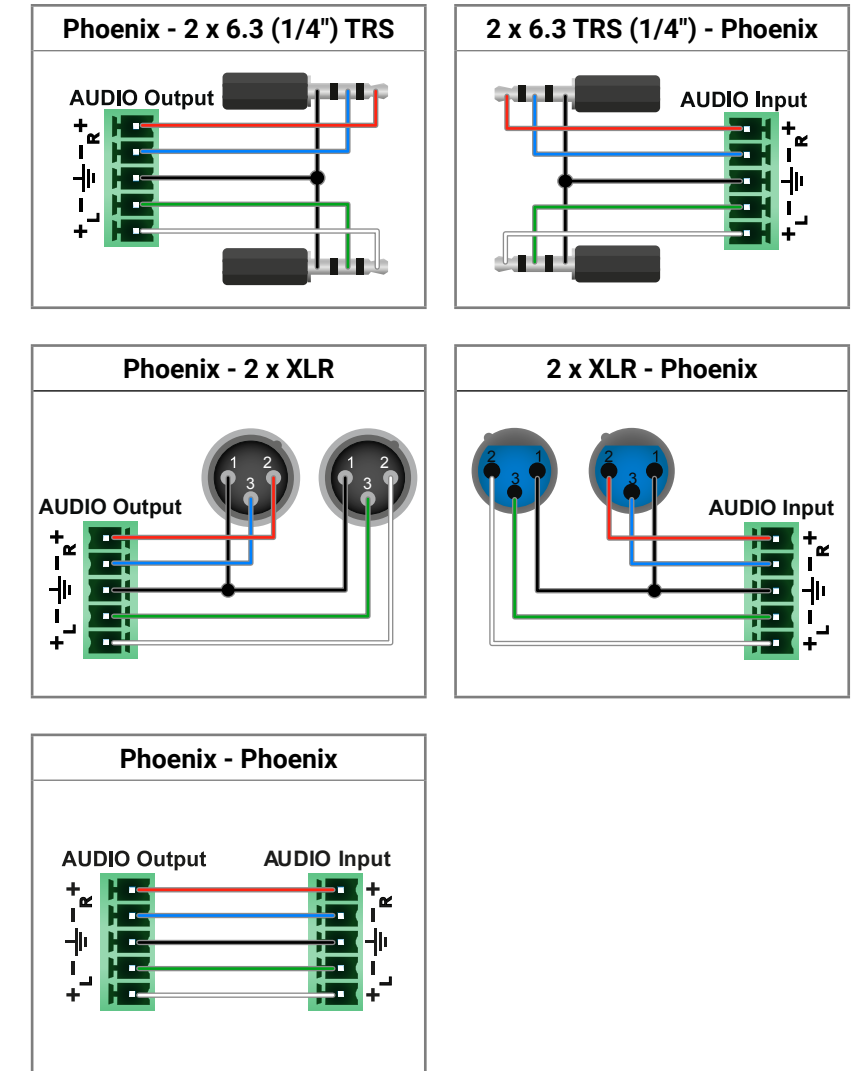 Phoenix - 2 x 6.3 (1/4") TRS
AUDIO Output
+
R
-
-
L
+
2 x 6.3 TRS (1/4") - Phoenix
AUDIO Input
+
R
-
-
L
+
Phoenix - 2 x XLR
1 2
3
1 2
3
AUDIO Output
+
R
-
-
L
+
2 x XLR - Phoenix
2 1
3
2 1
3
AUDIO Input
+
R
-
-
L
+
Phoenix - Phoenix
AUDIO Output
+
R
-
-
L
+
AUDIO Input
+
R
-
-
L
+